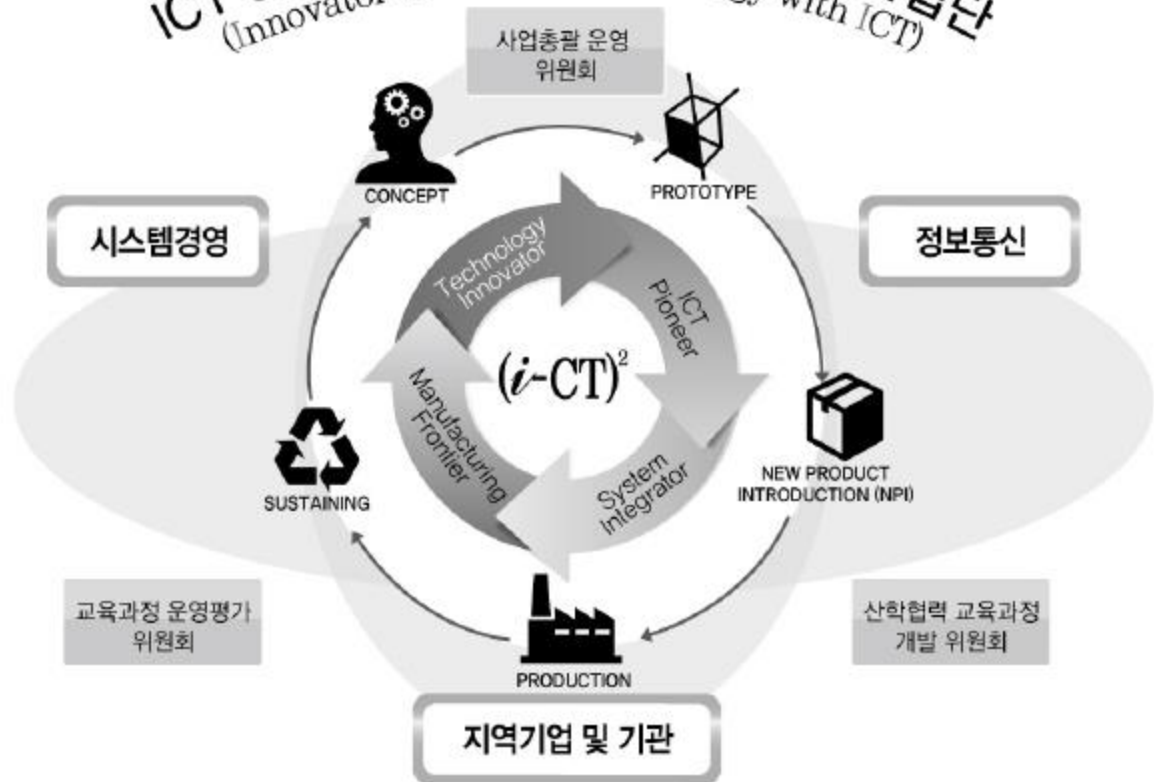 ICT
(Innovator
with ICT)
사업총괄 운영
위원회
CONCEPT
PROTOTYPE
시스템경영
정보통신
Technology
Innovator
ICT
Pioneer
(i-CT)²
Manufacturing
Frontier
System
Integrator
SUSTAINING
NEW PRODUCT
INTRODUCTION (NPI)
교육과정 운영평가
위원회
산학협력 교육과정
개발 위원회
PRODUCTION
지역기업 및 기관